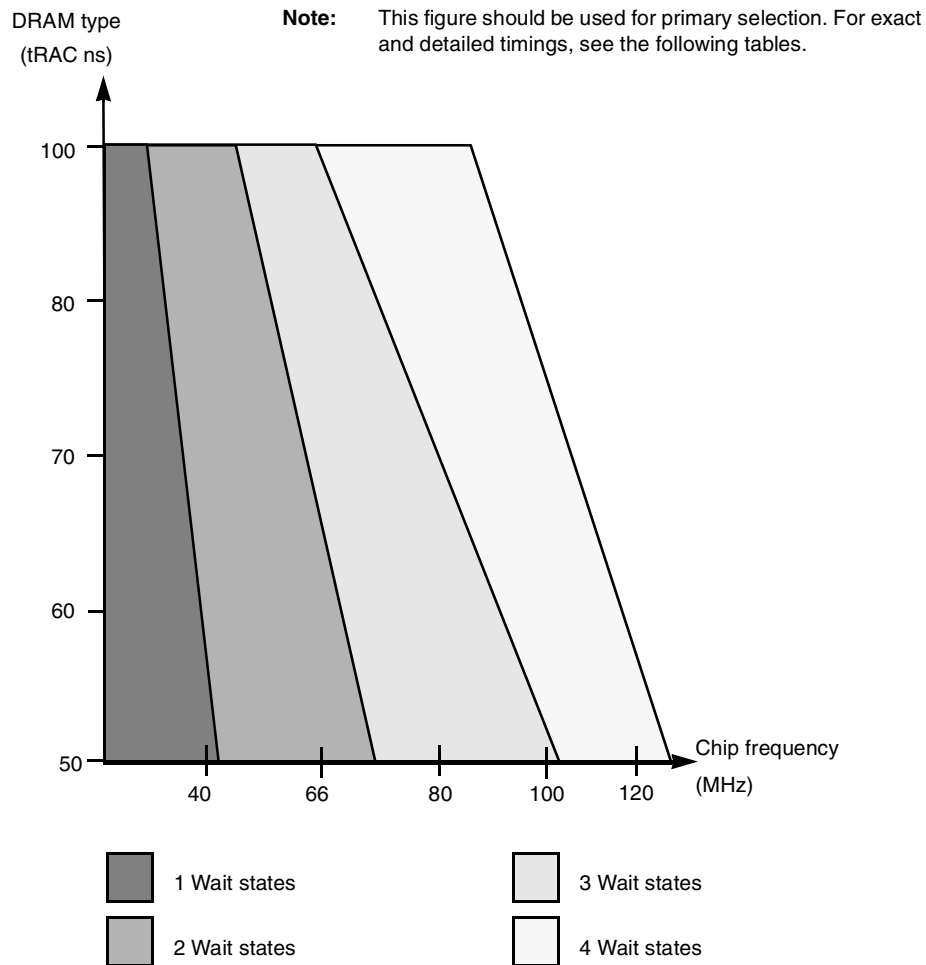 DRAM type
(tRAC ns)
Note: This figure should be used for primary selection. For exact
and detailed timings, see the following tables.
100
80
70
60
50
40
66
80
100
120
Chip frequency
(MHz)
1 Wait states
3 Wait states
2 Wait states
4 Wait states